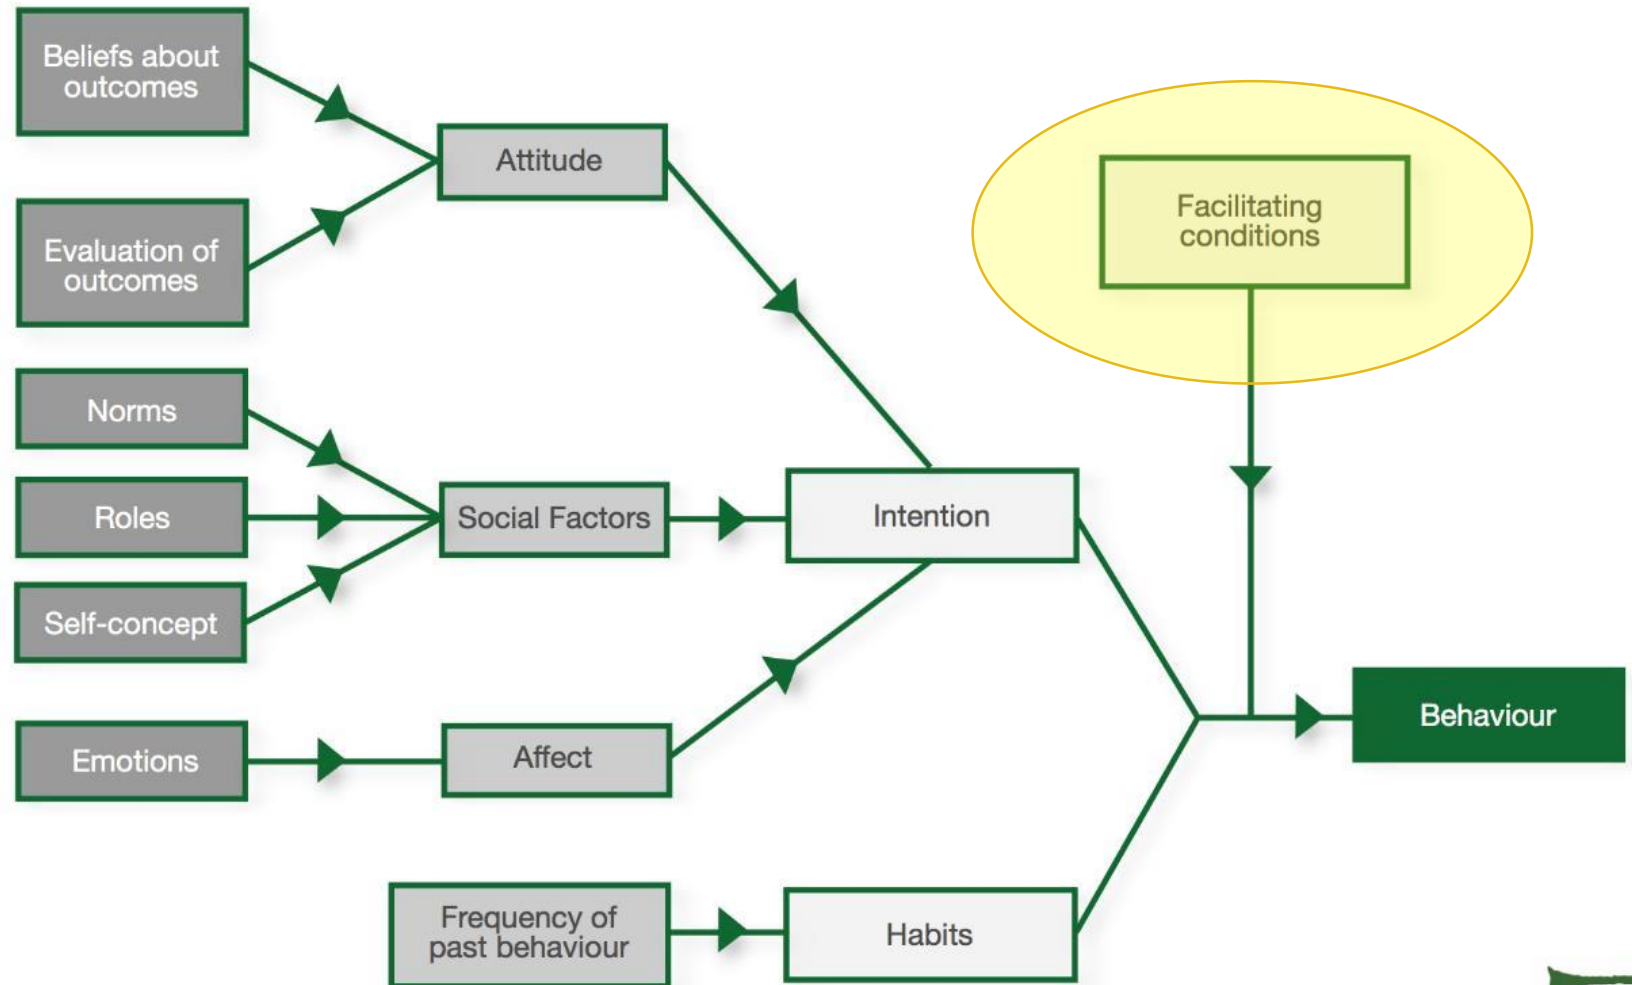 Beliefs about
outcomes
Attitude
Evaluation of
outcomes
Facilitating
conditions
Norms
Roles
Social Factors
Intention
Self-concept
Emotions
Affect
Behaviour
Frequency of
past behaviour
Habits